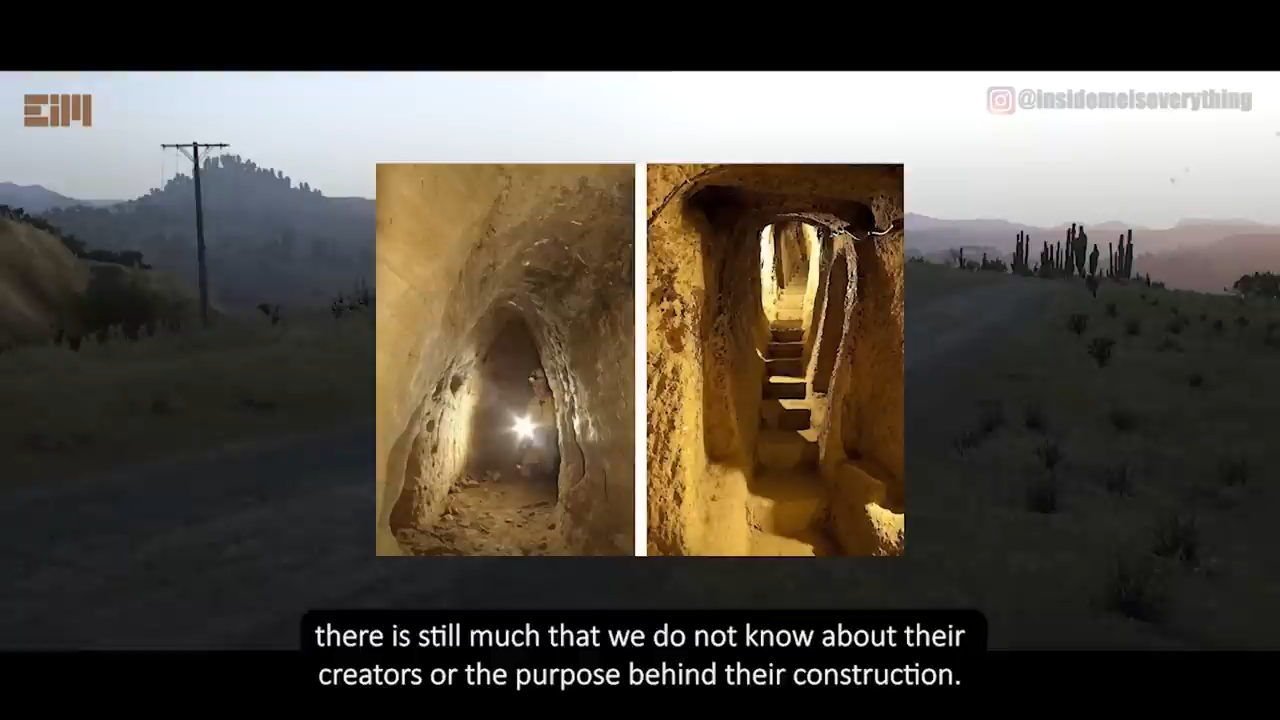 EiM
@insidemeiseverything
there is still much that we do not know about their
creators or the purpose behind their construction.